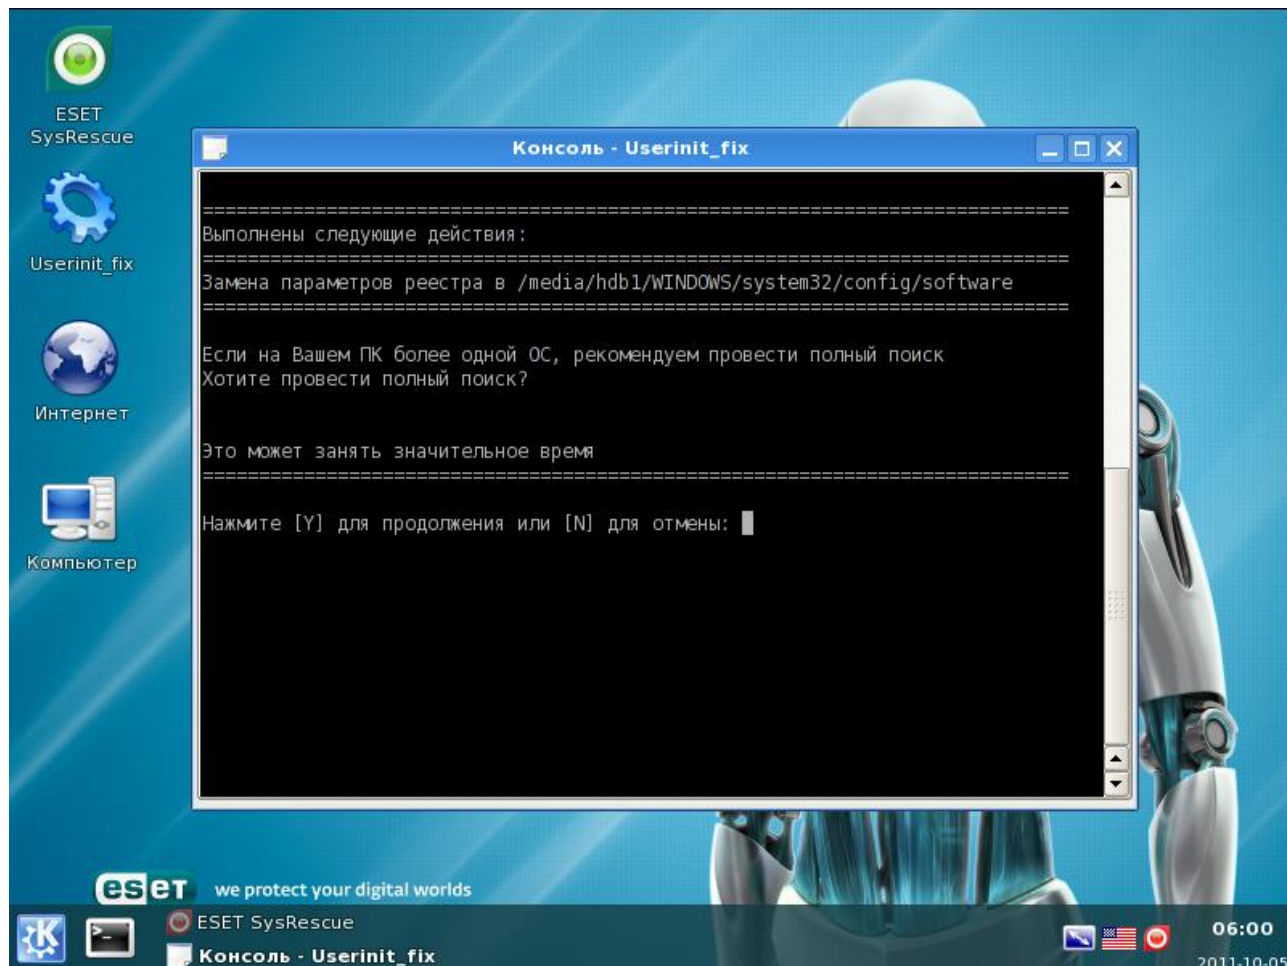 ESET
SysRescue
Userinit_fix
Интернет
Компьютер
Консоль - Userinit_fix
===========================================================================
Выполнены следующие действия:
===========================================================================
Замена параметров реестра в /media/hdb1/WINDOWS/system32/config/software
===========================================================================
Если на Вашем ПК более одной ОС, рекомендуем провести полный поиск
Хотите провести полный поиск?
Это может занять значительное время
===========================================================================
Нажмите [Y] для продолжения или [N] для отмены:
eset we protect your digital worlds
ESET SysRescue
Консоль - Userinit_fix
06:00
2011-10-05